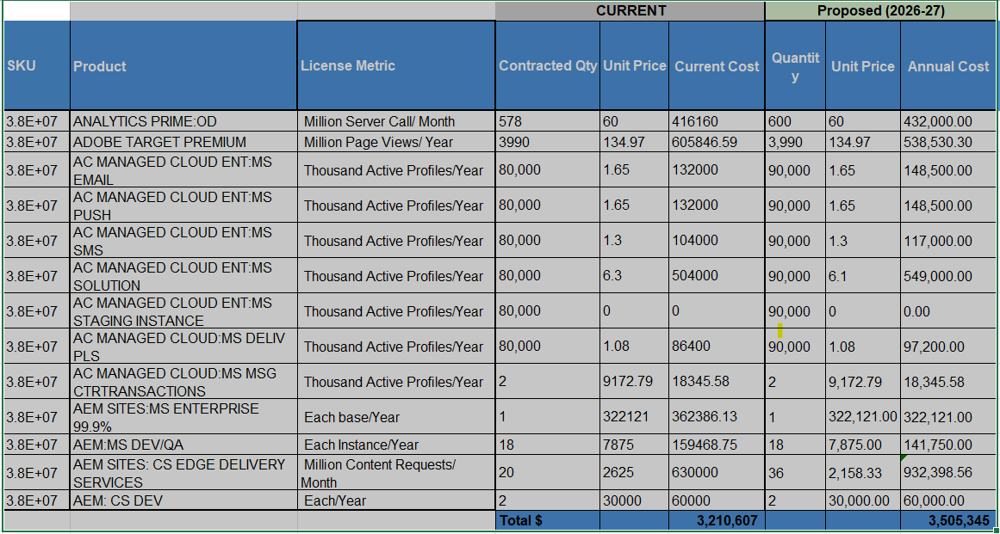 CURRENT Proposed (2026-27)
SKU Product License Metric Contracted Qty Unit Price Current Cost Quantity Unit Price Annual Cost
3.8E+07 ANALYTICS PRIME:OD Million Server Call/ Month 578 60 416160 600 60 432,000.00
3.8E+07 ADOBE TARGET PREMIUM Million Page Views/ Year 3990 134.97 605846.59 3,990 134.97 538,530.30
3.8E+07 AC MANAGED CLOUD ENT:MS EMAIL Thousand Active Profiles/Year 80,000 1.65 132000 90,000 1.65 148,500.00
3.8E+07 AC MANAGED CLOUD ENT:MS PUSH Thousand Active Profiles/Year 80,000 1.65 132000 90,000 1.65 148,500.00
3.8E+07 AC MANAGED CLOUD ENT:MS SMS Thousand Active Profiles/Year 80,000 1.3 104000 90,000 1.3 117,000.00
3.8E+07 AC MANAGED CLOUD ENT:MS SOLUTION Thousand Active Profiles/Year 80,000 6.3 504000 90,000 6.1 549,000.00
3.8E+07 AC MANAGED CLOUD ENT:MS STAGING INSTANCE Thousand Active Profiles/Year 80,000 0 0 90,000 0 0.00
3.8E+07 AC MANAGED CLOUD:MS DELIV PLS Thousand Active Profiles/Year 80,000 1.08 86400 90,000 1.08 97,200.00
3.8E+07 AC MANAGED CLOUD:MS MSG CTRTRANSACTIONS Thousand Active Profiles/Year 2 9172.79 18345.58 2 9,172.79 18,345.58
3.8E+07 AEM SITES:MS ENTERPRISE 99.9% Each base/Year 1 322121 362386.13 1 322,121.00 322,121.00
3.8E+07 AEM:MS DEV/QA Each Instance/Year 18 7875 159468.75 18 7,875.00 141,750.00
3.8E+07 AEM SITES: CS EDGE DELIVERY SERVICES Million Content Requests/ Month 20 2625 630000 36 2,158.33 932,398.56
3.8E+07 AEM: CS DEV Each/Year 2 30000 60000 2 30,000.00 60,000.00
Total $ 3,210,607 3,505,345